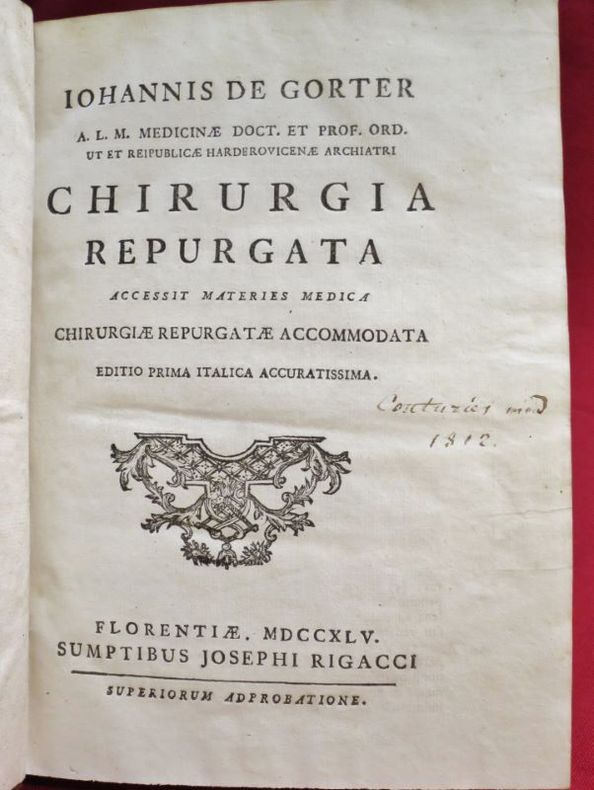 IOHANNIS DE GORTER
A. L. M. MEDICINÆ DOCT. ET PROF. ORD.
UT ET REIPUBLICÆ HARDEROVICENÆ ARCHIATRI
CHIRURGIA
REPURGATA
ACCESSIT MATERIES MEDICA
CHIRURGIÆ REPURGATÆ ACCOMMODATA
EDITIO PRIMA ITALICA ACCURATISSIMA.
1812.
FLORENTIÆ. MDCCXLV.
SUMPTIBUS JOSEPHI RIGACCI
SUPERIORUM ADPROBATIONE.